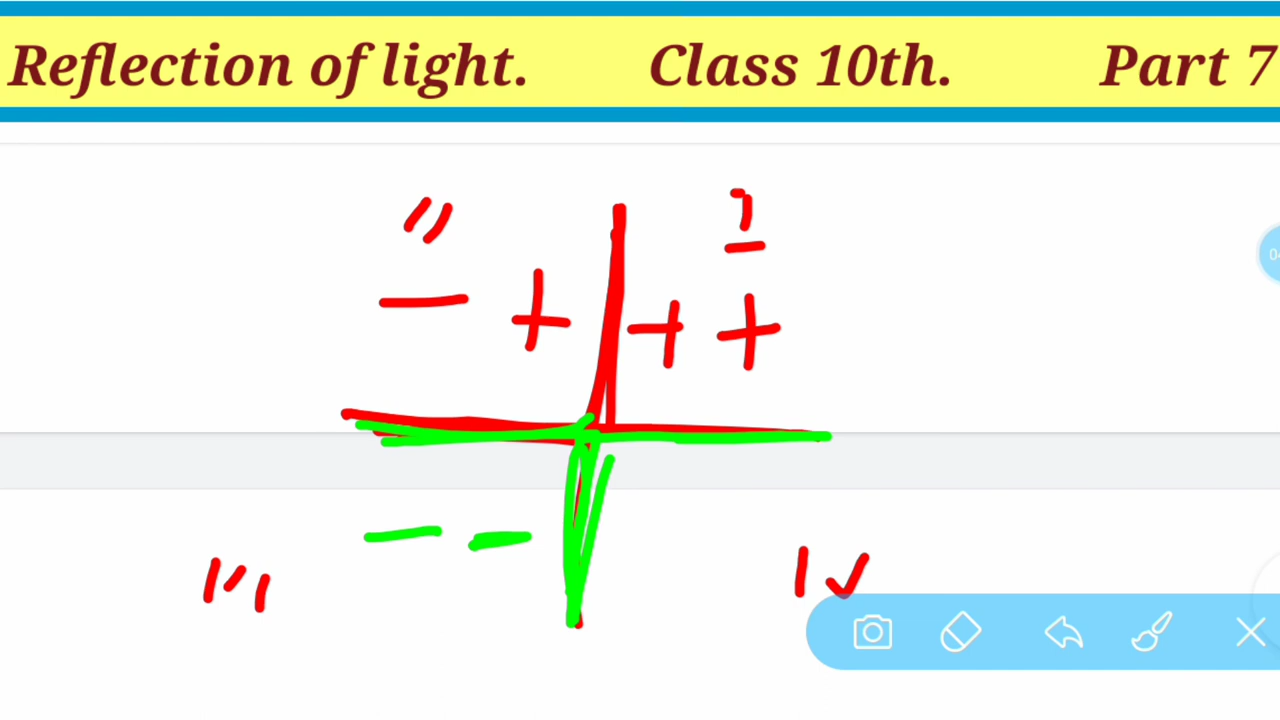 Reflection of light. Class 10th. Part 7
II I
— + + +
— —
III IV